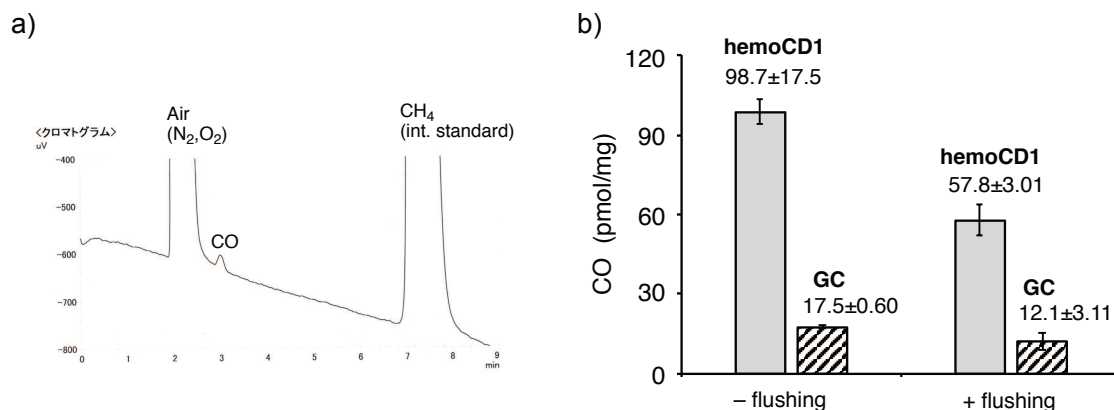 a)
Air
(N₂,O₂)
CH₄
(int. standard)
<クロマトグラム>
uV
-400
-500
-600
-700
-800
CO
0 1 2 3 4 5 6 7 8 9
min
b)
CO (pmol/mg)
120
90
60
30
0
hemoCD1
98.7±17.5
GC
17.5±0.60
hemoCD1
57.8±3.01
GC
12.1±3.11
– flushing
+ flushing